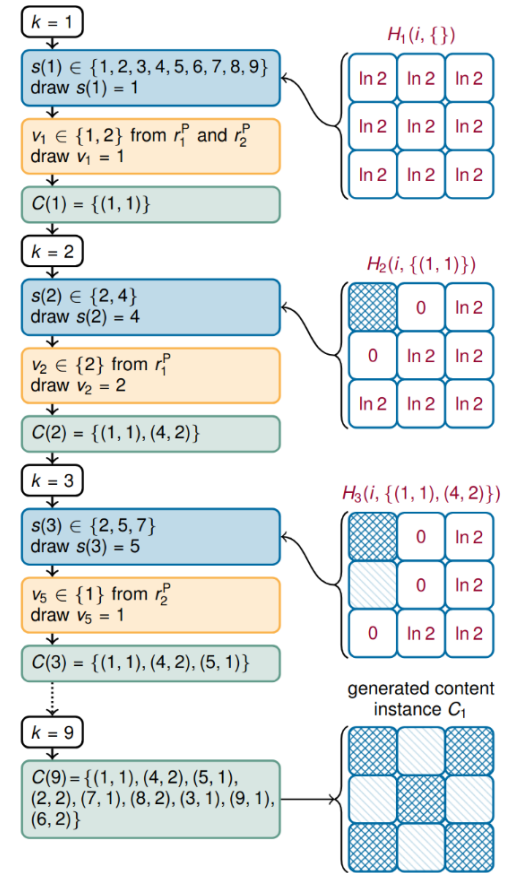 k = 1
s(1) ∈ {1, 2, 3, 4, 5, 6, 7, 8, 9}
draw s(1) = 1
v₁ ∈ {1, 2} from r₁ᴾ and r₂ᴾ
draw v₁ = 1
C(1) = {(1, 1)}
H₁(i, {})
ln 2 ln 2 ln 2
ln 2 ln 2 ln 2
ln 2 ln 2 ln 2
k = 2
s(2) ∈ {2, 4}
draw s(2) = 4
v₂ ∈ {2} from r₁ᴾ
draw v₂ = 2
C(2) = {(1, 1), (4, 2)}
H₂(i, {(1, 1)})
0 ln 2
0 ln 2 ln 2
ln 2 ln 2 ln 2
k = 3
s(3) ∈ {2, 5, 7}
draw s(3) = 5
v₅ ∈ {1} from r₂ᴾ
draw v₅ = 1
C(3) = {(1, 1), (4, 2), (5, 1)}
H₃(i, {(1, 1), (4, 2)})
0 ln 2
0 ln 2
0 ln 2 ln 2
k = 9
C(9) = {(1, 1), (4, 2), (5, 1),
(2, 2), (7, 1), (8, 2), (3, 1), (9, 1),
(6, 2)}
generated content
instance C₁